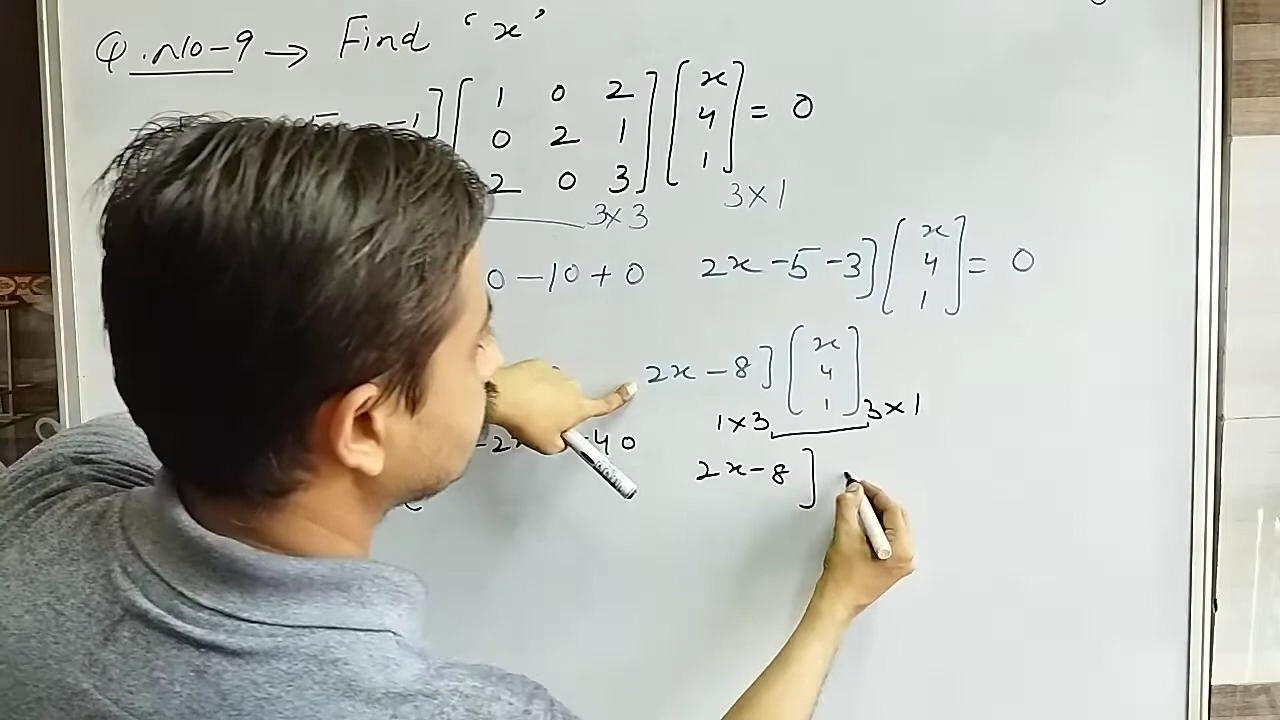 Q.No-9 → Find 'x'
-1] [ 1 0 2 ] [ x ] = 0
0 2 1 4
2 0 3 1
3×3 3×1
0 -10 + 0 2x -5 -3] [ x ] = 0
4
1
2x - 8] [ x ]
4
1
1×3 3×1
40 2x - 8 ]